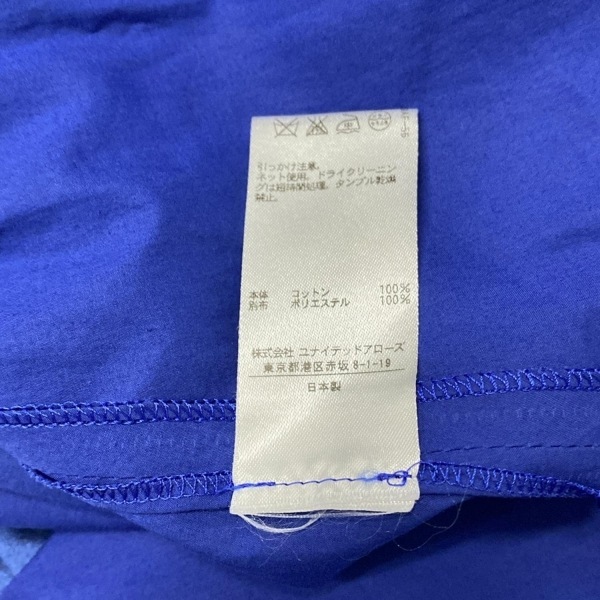 引っかけ注意。
ネット使用。ドライクリーニン
グは短時間処理。タンブル乾燥
禁止。
本体 コットン 100%
別布 ポリエステル 100%
株式会社 ユナイテッドアローズ
東京都港区赤坂 8-1-19
日本製